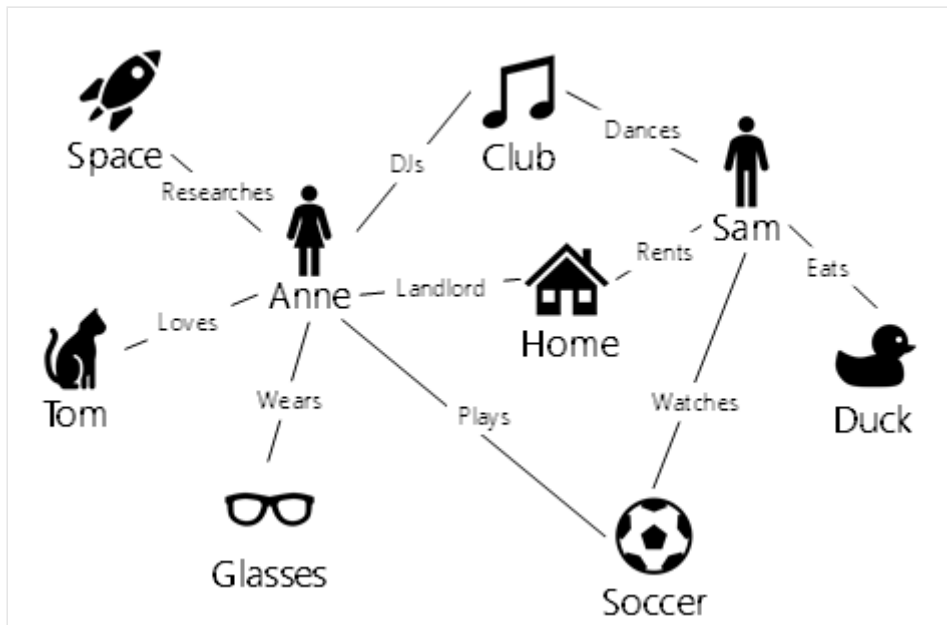 Space
Researches
DJs
Club
Dances
Sam
Anne
Landlord
Rents
Eats
Loves
Home
Tom
Wears
Plays
Watches
Duck
Glasses
Soccer